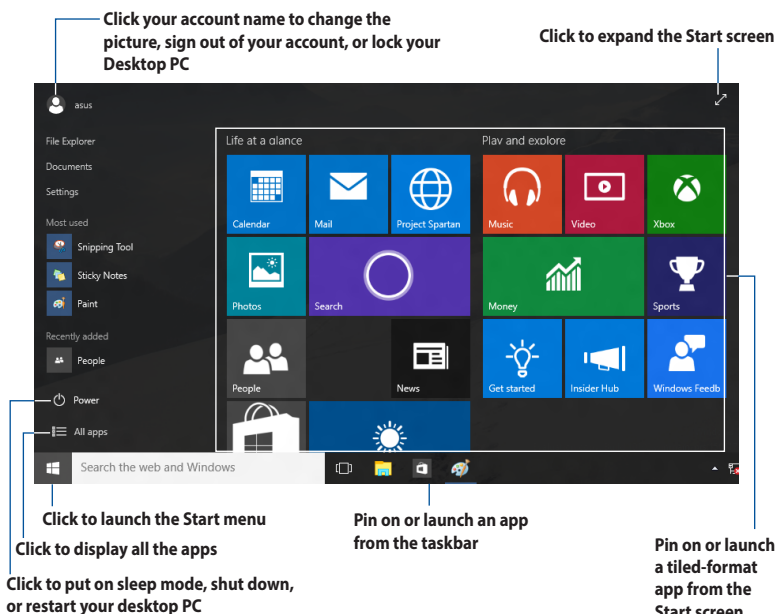 Click your account name to change the
picture, sign out of your account, or lock your
Desktop PC
Click to expand the Start screen
asus
File Explorer
Documents
Settings
Most used
Snipping Tool
Sticky Notes
Paint
Recently added
People
Power
All apps
Life at a glance
Calendar
Mail
Project Spartan
Photos
Search
People
News
Play and explore
Music
Video
Xbox
Money
Sports
Get started
Insider Hub
Windows Feedb
Search the web and Windows
Click to launch the Start menu
Click to display all the apps
Click to put on sleep mode, shut down,
or restart your desktop PC
Pin on or launch an app
from the taskbar
Pin on or launch
a tiled-format
app from the
Start screen